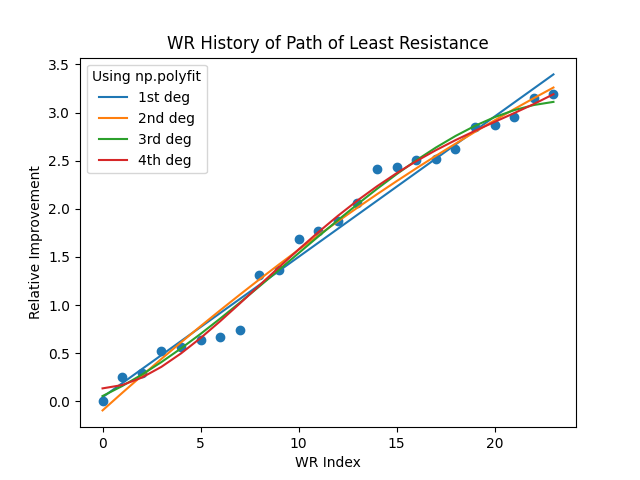 WR History of Path of Least Resistance
Relative Improvement
3.5
3.0
2.5
2.0
1.5
1.0
0.5
0.0
Using np.polyfit
1st deg
2nd deg
3rd deg
4th deg
0 5 10 15 20
WR Index